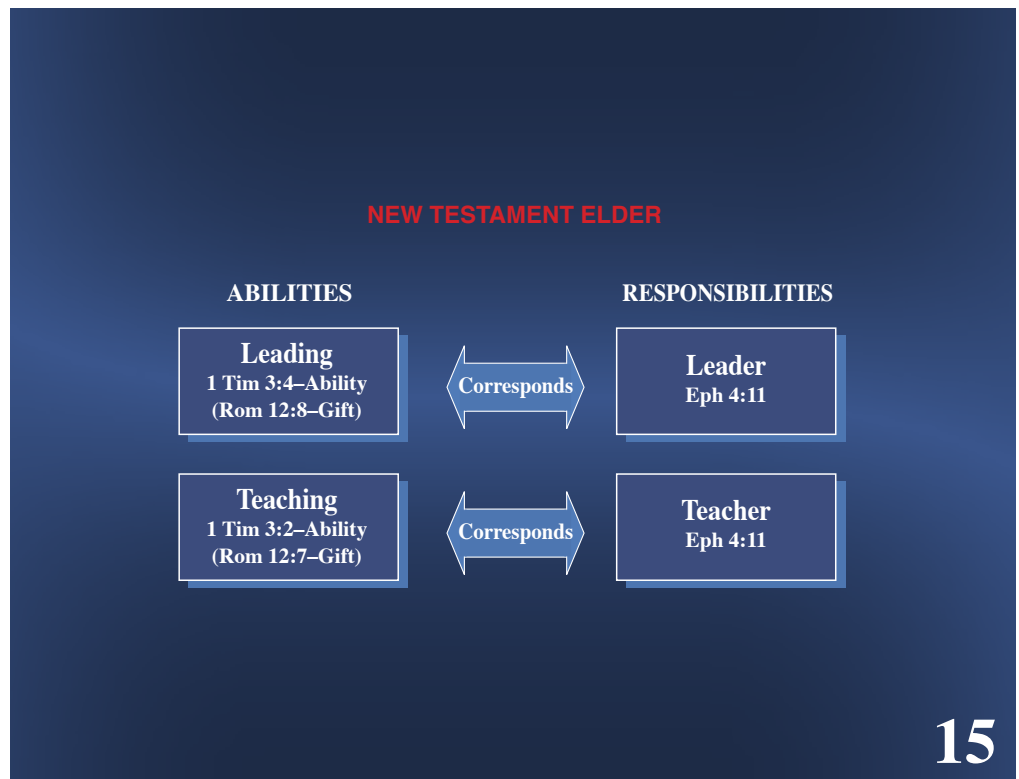 NEW TESTAMENT ELDER
ABILITIES
RESPONSIBILITIES
Leading
1 Tim 3:4–Ability
(Rom 12:8–Gift)
Corresponds
Leader
Eph 4:11
Teaching
1 Tim 3:2–Ability
(Rom 12:7–Gift)
Corresponds
Teacher
Eph 4:11
15